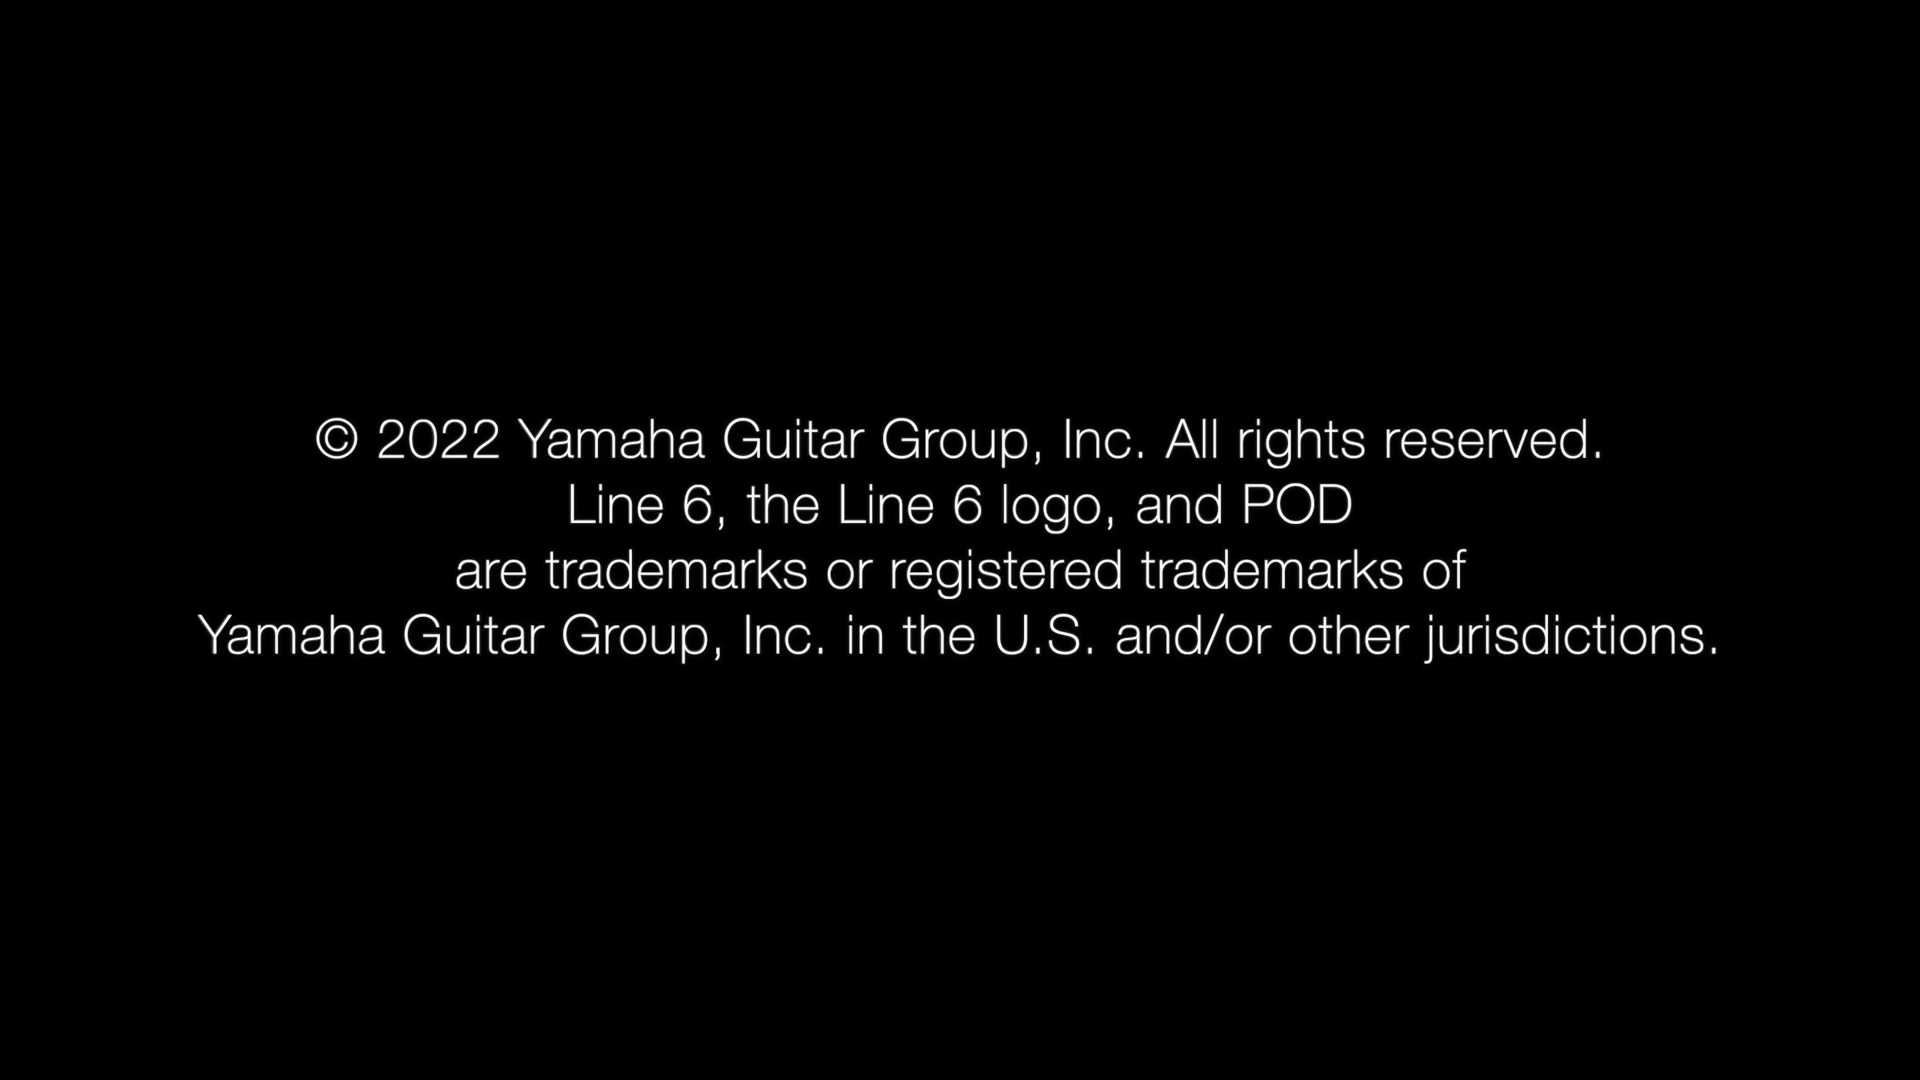 © 2022 Yamaha Guitar Group, Inc. All rights reserved.
Line 6, the Line 6 logo, and POD
are trademarks or registered trademarks of
Yamaha Guitar Group, Inc. in the U.S. and/or other jurisdictions.